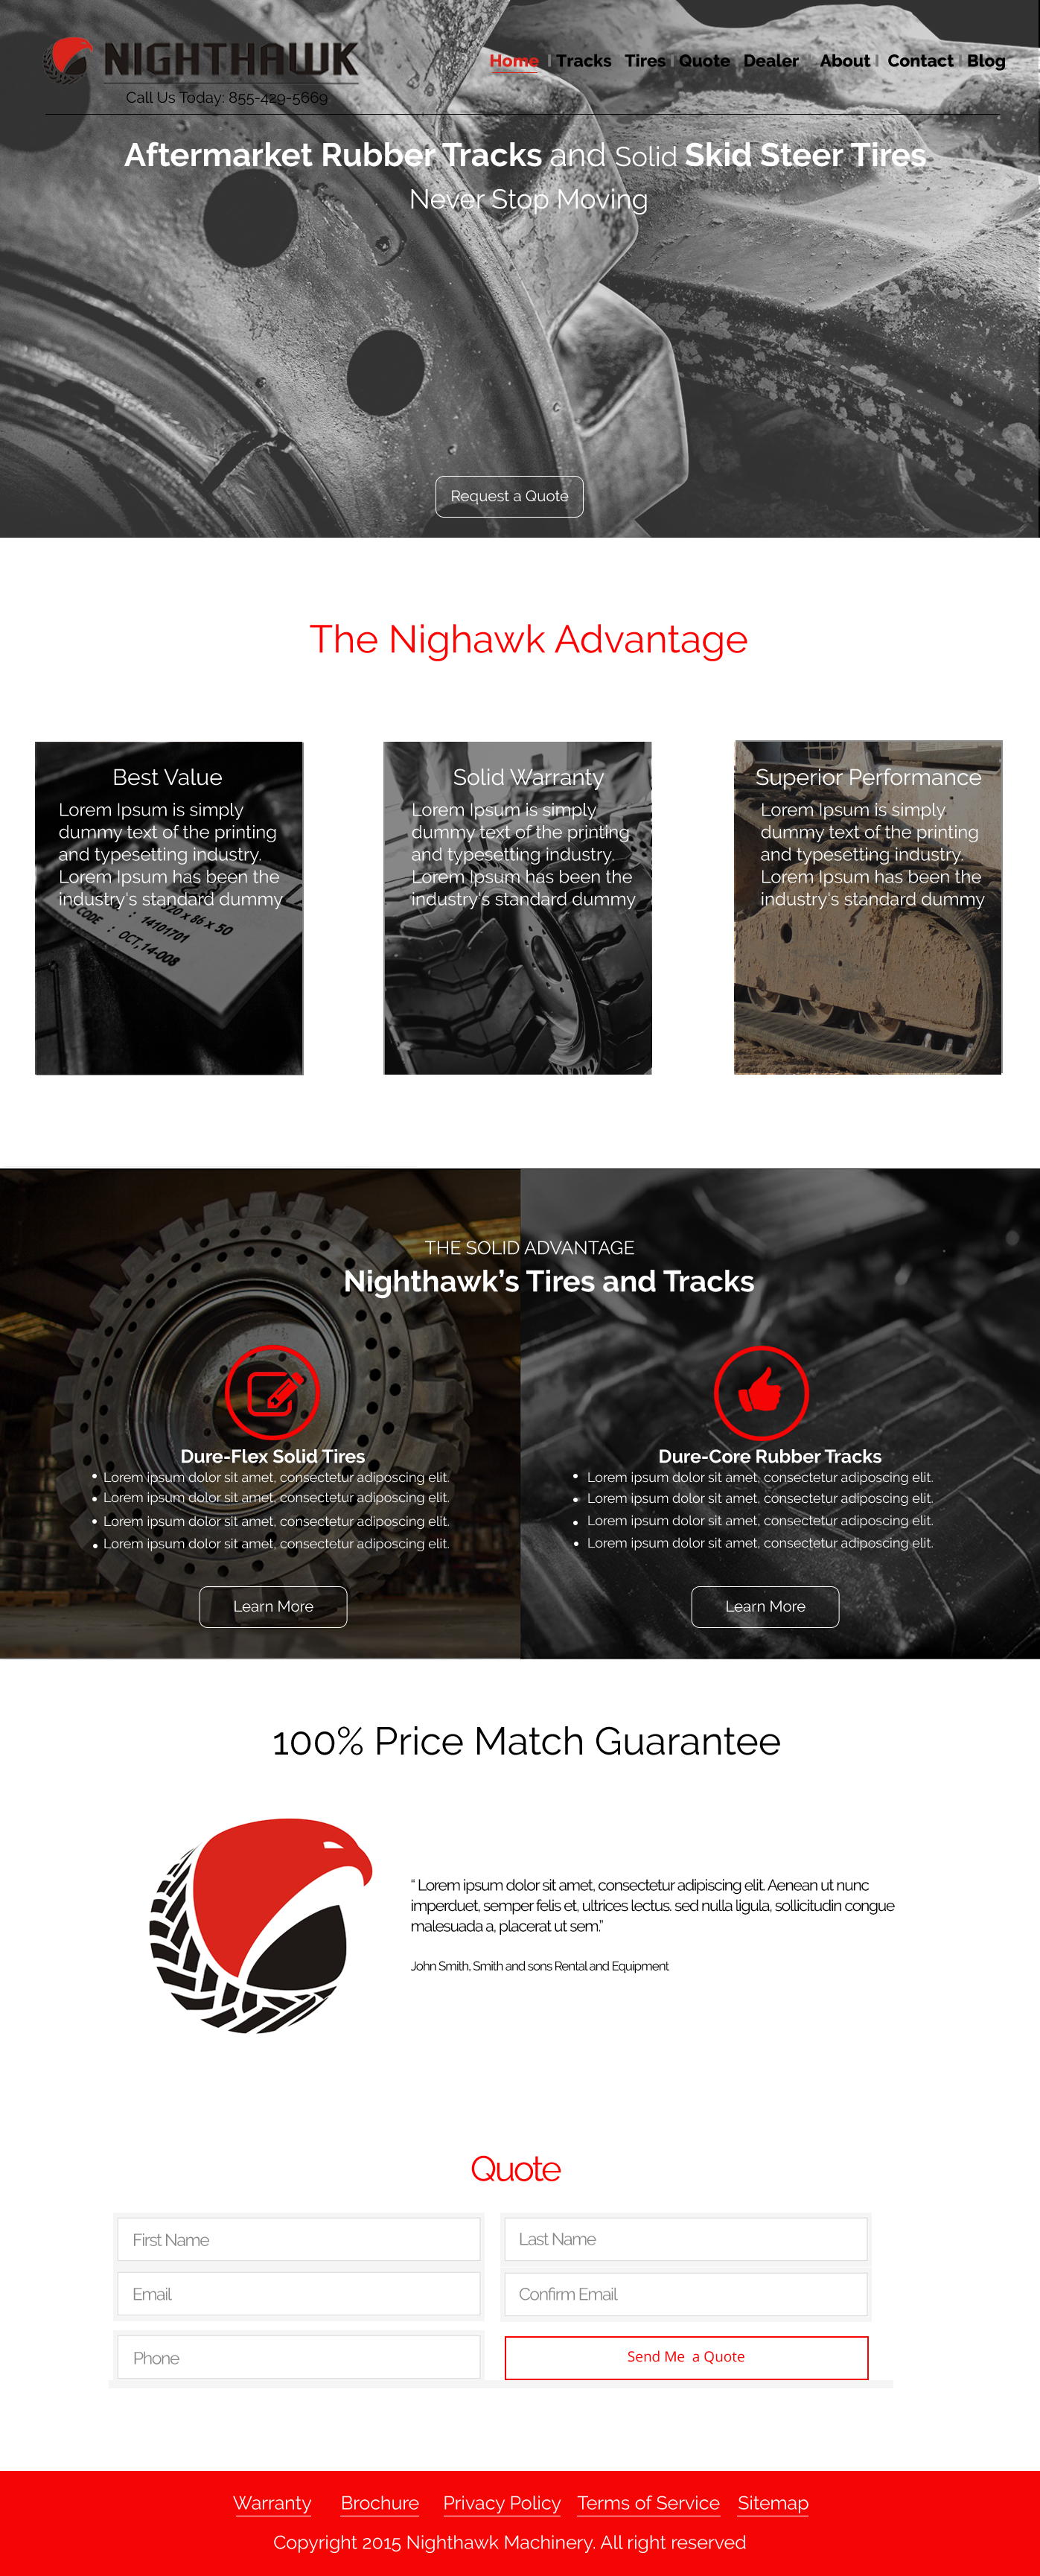 NIGHTHAWK
Call Us Today: 855-429-5669
Home Tracks Tires Quote Dealer About Contact Blog
Aftermarket Rubber Tracks and Solid Skid Steer Tires
Never Stop Moving
Request a Quote
The Nighawk Advantage
Best Value
Lorem Ipsum is simply
dummy text of the printing
and typesetting industry.
Lorem Ipsum has been the
industry's standard dummy
320 x 86 x 50
CODE : 14101701
: OCT,14-008
Solid Warranty
Lorem Ipsum is simply
dummy text of the printing
and typesetting industry.
Lorem Ipsum has been the
industry's standard dummy
Superior Performance
Lorem Ipsum is simply
dummy text of the printing
and typesetting industry.
Lorem Ipsum has been the
industry's standard dummy
THE SOLID ADVANTAGE
Nighthawk's Tires and Tracks
Dure-Flex Solid Tires
• Lorem ipsum dolor sit amet, consectetur adiposcing elit.
• Lorem ipsum dolor sit amet, consectetur adiposcing elit.
• Lorem ipsum dolor sit amet, consectetur adiposcing elit.
• Lorem ipsum dolor sit amet, consectetur adiposcing elit.
Learn More
Dure-Core Rubber Tracks
• Lorem ipsum dolor sit amet, consectetur adiposcing elit.
• Lorem ipsum dolor sit amet, consectetur adiposcing elit.
• Lorem ipsum dolor sit amet, consectetur adiposcing elit.
• Lorem ipsum dolor sit amet, consectetur adiposcing elit.
Learn More
100% Price Match Guarantee
“ Lorem ipsum dolor sit amet, consectetur adipiscing elit. Aenean ut nunc
imperduet, semper felis et, ultrices lectus. sed nulla ligula, sollicitudin congue
malesuada a, placerat ut sem.”
John Smith, Smith and sons Rental and Equipment
Quote
First Name
Last Name
Email
Confirm Email
Phone
Send Me a Quote
Warranty Brochure Privacy Policy Terms of Service Sitemap
Copyright 2015 Nighthawk Machinery. All right reserved